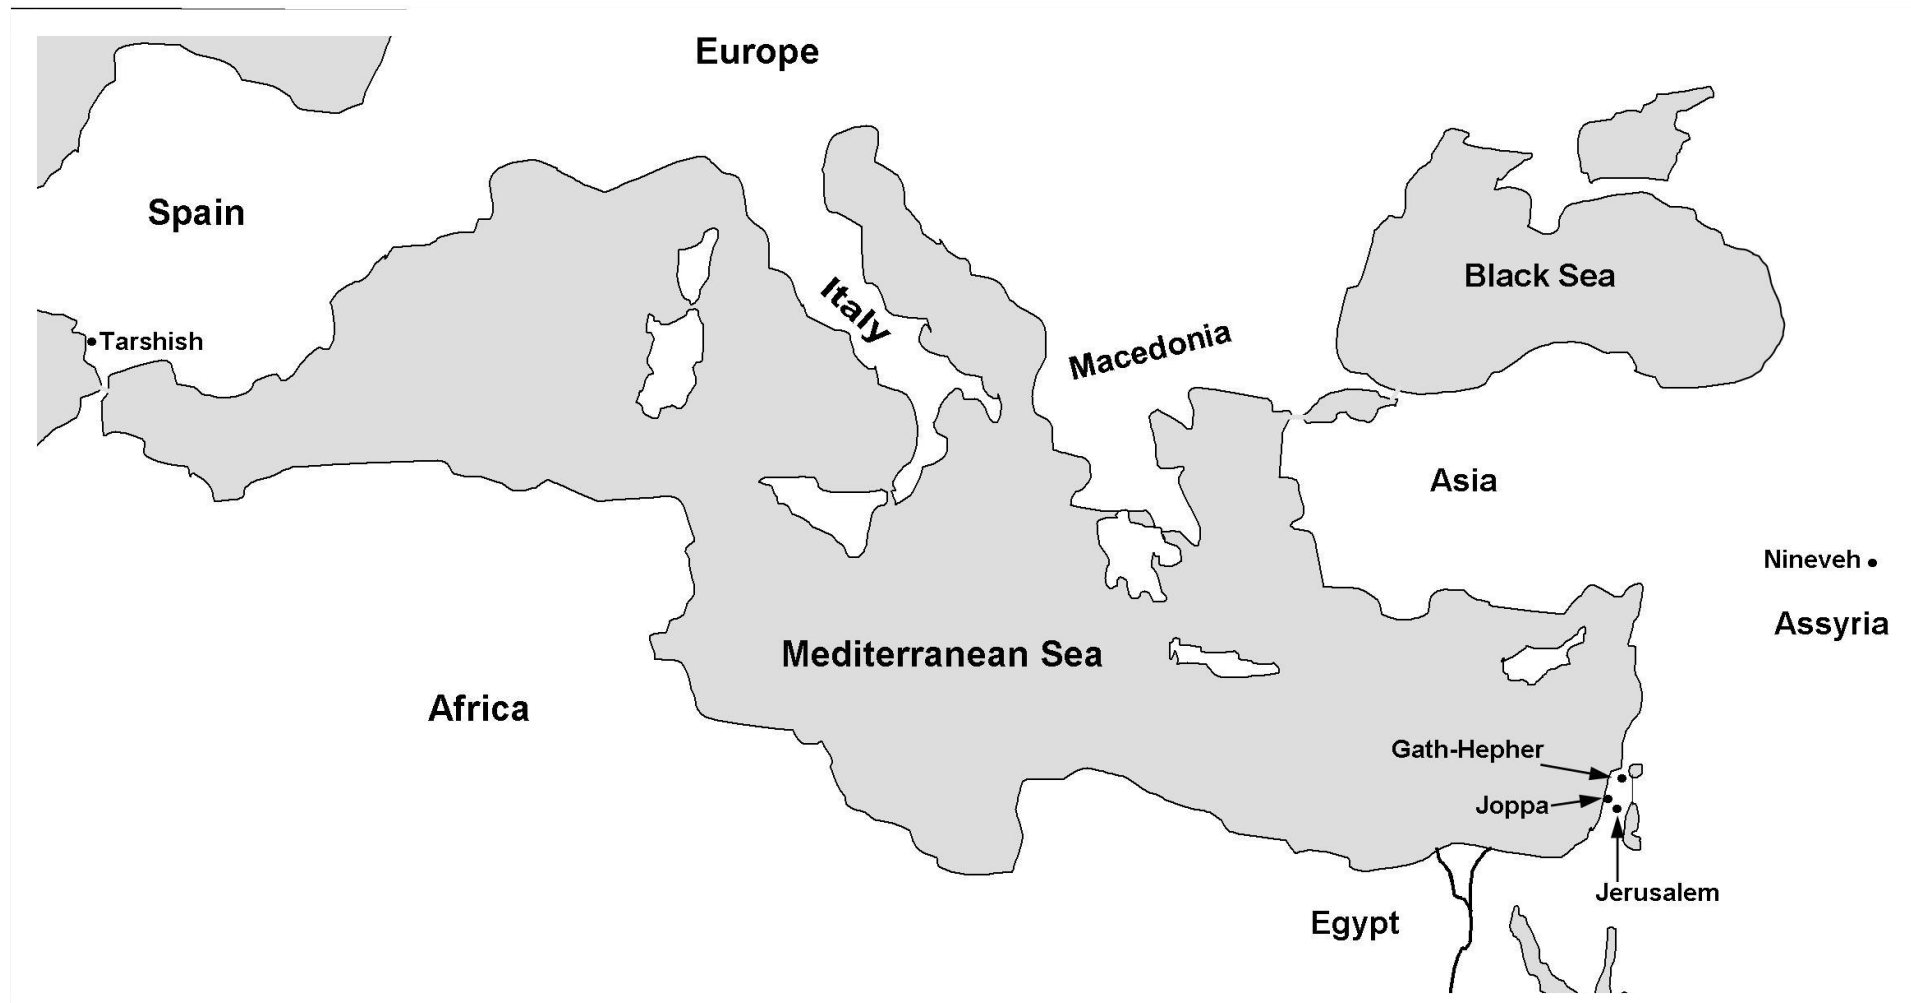 Europe
Spain
Black Sea
Italy
Tarshish
Macedonia
Asia
Nineveh
Assyria
Mediterranean Sea
Africa
Gath-Hepher
Joppa
Jerusalem
Egypt